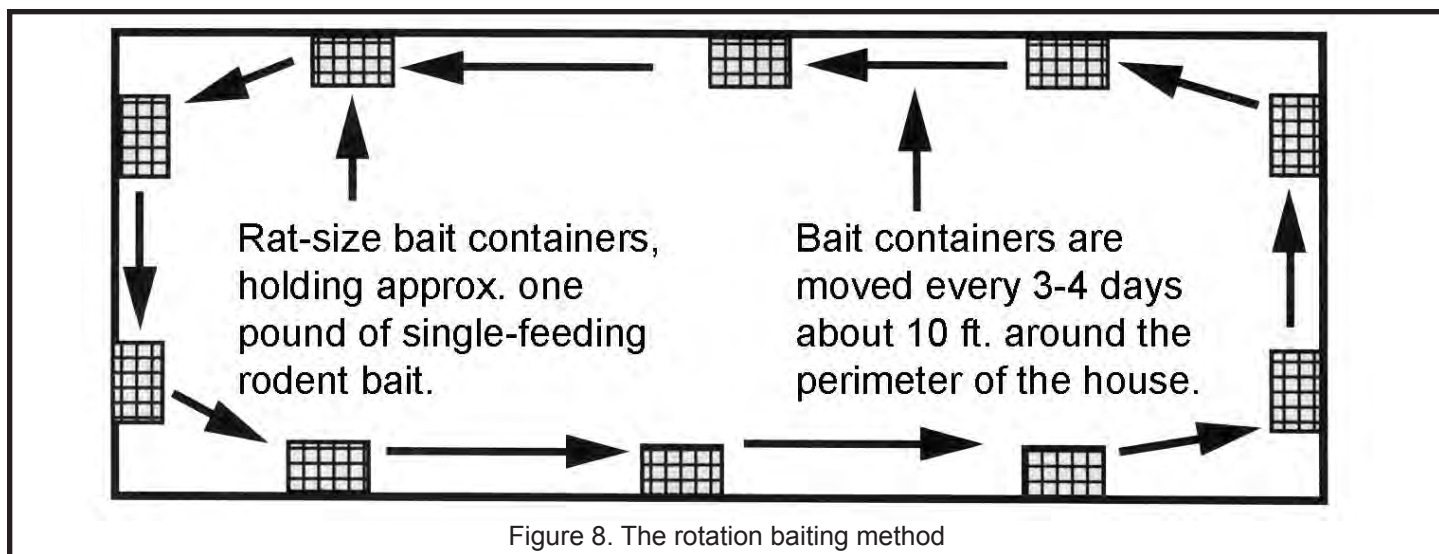 Rat-size bait containers,
holding approx. one
pound of single-feeding
rodent bait.
Bait containers are
moved every 3-4 days
about 10 ft. around the
perimeter of the house.
Figure 8. The rotation baiting method